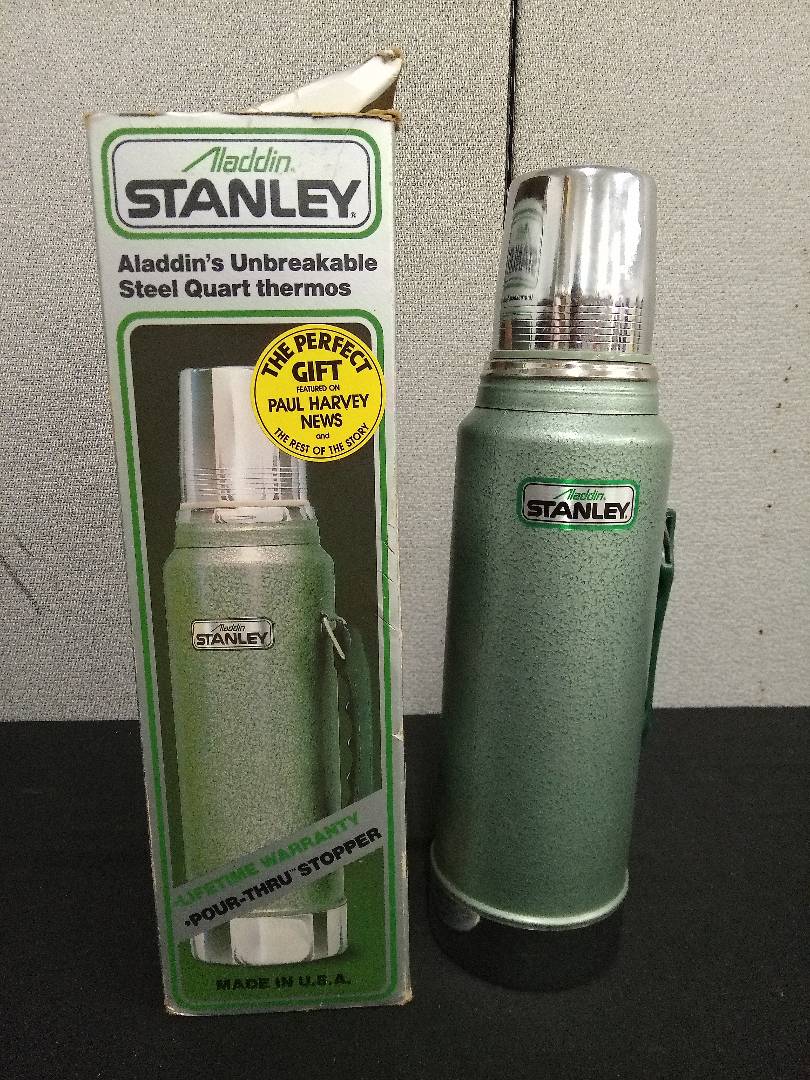 Aladdin®
STANLEY®
Aladdin's Unbreakable
Steel Quart thermos
THE PERFECT
GIFT
FEATURED ON
PAUL HARVEY
NEWS
and
THE REST OF THE STORY
Aladdin
STANLEY
LIFETIME WARRANTY
•POUR-THRU™ STOPPER
MADE IN U.S.A.
Aladdin®
STANLEY®